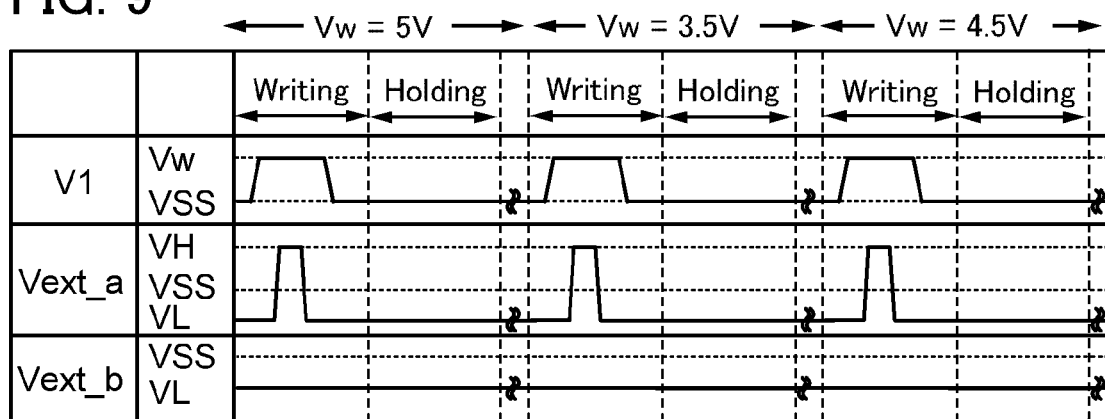 FIG. 9
Vw = 5V Vw = 3.5V Vw = 4.5V
Writing Holding Writing Holding Writing Holding
V1 Vw
VSS
Vext_a VH
VSS
VL
Vext_b VSS
VL